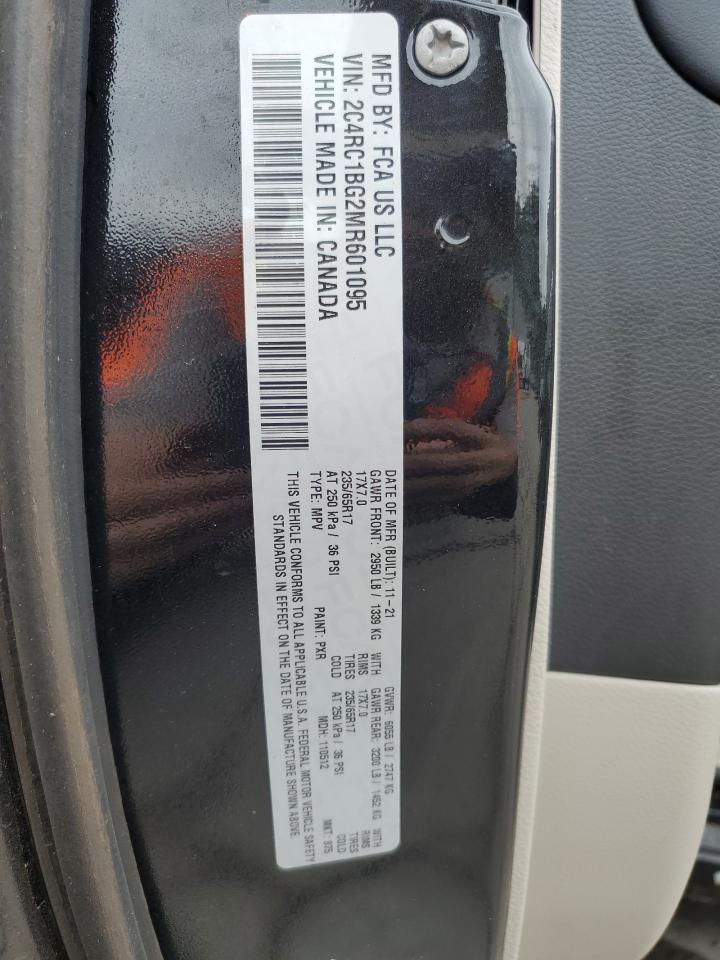 MFD BY: FCA US LLC
VIN: 2C4RC1BG2MR601095
VEHICLE MADE IN: CANADA
DATE OF MFR (BUILT): 11-21 GVWR: 6055 LB / 2747 KG
GAWR FRONT: 2950 LB / 1339 KG WITH GAWR REAR: 3200 LB / 1452 KG WITH
17X7.0 RIMS 17X7.0 RIMS
235/65R17 TIRES 235/65R17 TIRES
AT 250 kPa / 36 PSI COLD AT 250 kPa / 36 PSI COLD
TYPE: MPV PAINT: PXR MDH: 110512 MKT: 875
THIS VEHICLE CONFORMS TO ALL APPLICABLE U.S.A. FEDERAL MOTOR VEHICLE SAFETY
STANDARDS IN EFFECT ON THE DATE OF MANUFACTURE SHOWN ABOVE.